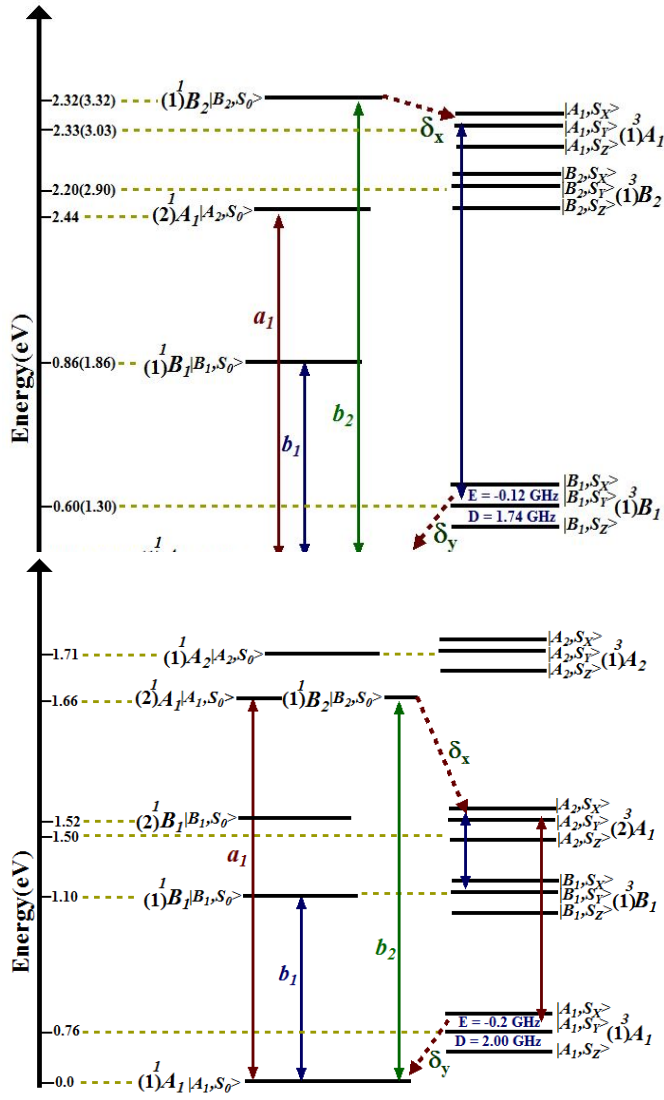 2.32(3.32)
(1)¹B₂|B₂,S₀>
|A₁,S_X>
2.33(3.03)
δₓ
|A₁,S_Y> (1)³A₁
|A₁,S_Z>
|B₂,S_X>
2.20(2.90)
|B₂,S_Y> (1)³B₂
2.44
(2)¹A₁|A₂,S₀>
|B₂,S_Z>
a₁
0.86(1.86)
(1)¹B₁|B₁,S₀>
b₂
b₁
|B₁,S_X>
E = -0.12 GHz
0.60(1.30)
|B₁,S_Y> (1)³B₁
D = 1.74 GHz
|B₁,S_Z>
δ_y
Energy(eV)
1.71
(1)¹A₂|A₂,S₀>
|A₂,S_X>
|A₂,S_Y> (1)³A₂
|A₂,S_Z>
1.66
(2)¹A₁|A₁,S₀>
(1)¹B₂|B₂,S₀>
δₓ
1.52
(2)¹B₁|B₁,S₀>
|A₂,S_X>
|A₂,S_Y> (2)³A₁
1.50
|A₂,S_Z>
a₁
|B₁,S_X>
1.10
(1)¹B₁|B₁,S₀>
|B₁,S_Y> (1)³B₁
|B₁,S_Z>
b₂
b₁
|A₁,S_X>
E = -0.2 GHz
0.76
|A₁,S_Y> (1)³A₁
D = 2.00 GHz
|A₁,S_Z>
δ_y
0.0
(1)¹A₁|A₁,S₀>
Energy(eV)